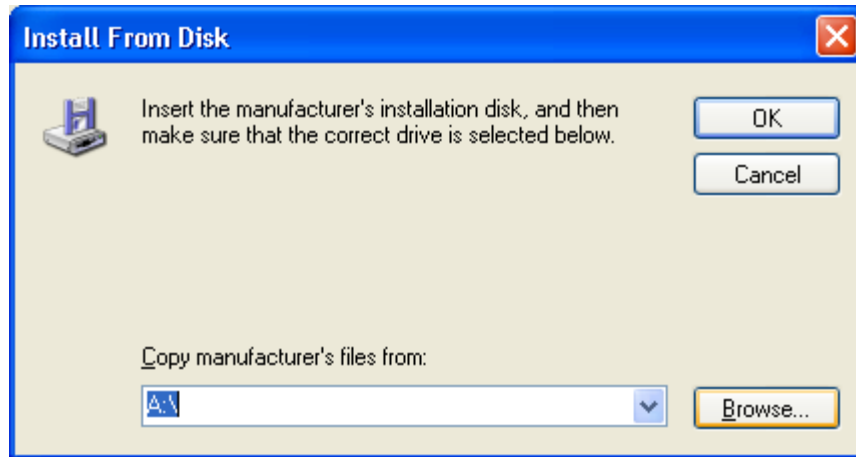 Install From Disk
Insert the manufacturer's installation disk, and then
make sure that the correct drive is selected below.
OK
Cancel
Copy manufacturer's files from:
A:\
Browse...